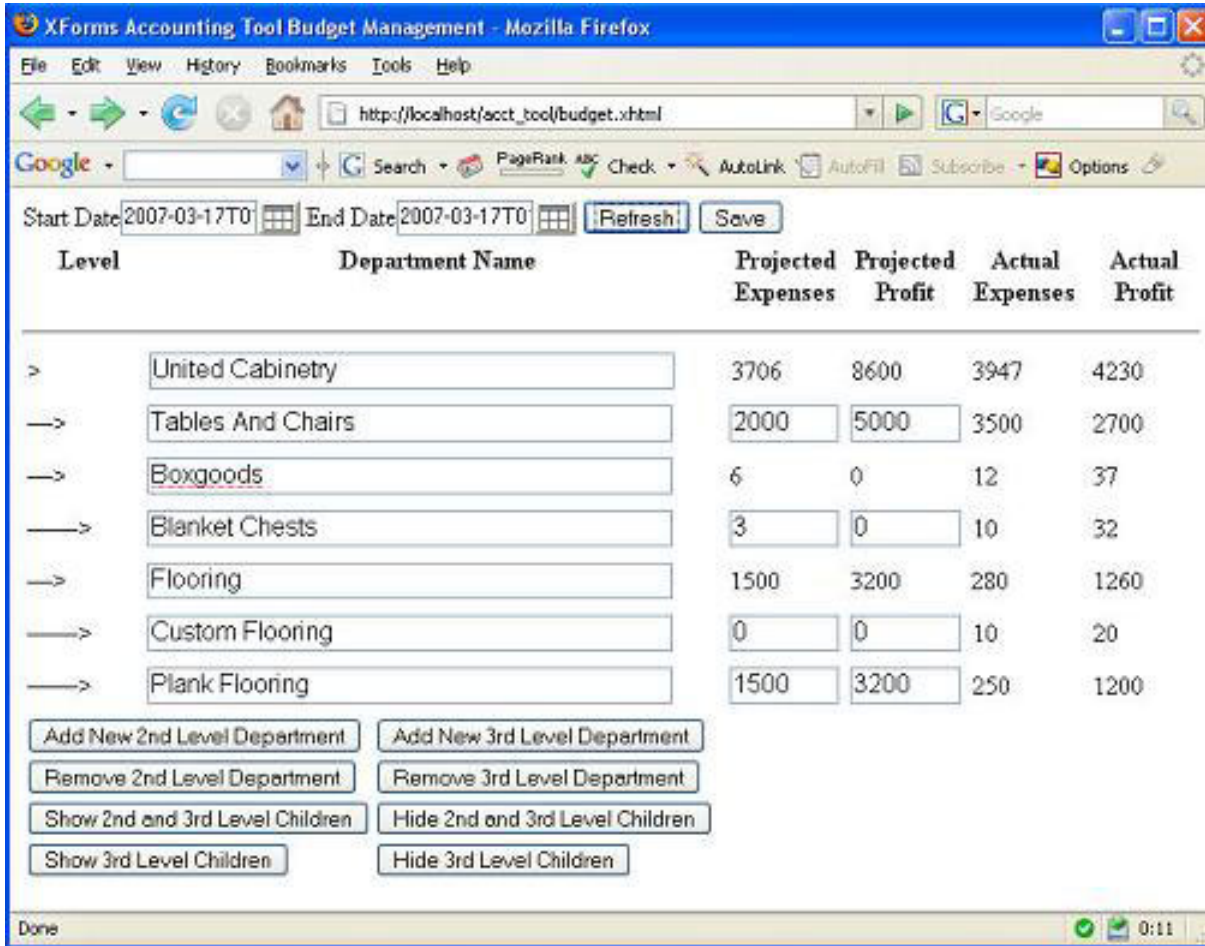 XForms Accounting Tool Budget Management - Mozilla Firefox
File Edit View History Bookmarks Tools Help
http://localhost/acct_tool/budget.xhtml G Google
Google G Search PageRank ABC Check AutoLink AutoFill Subscribe Options
Start Date 2007-03-17T0 End Date 2007-03-17T0 Refresh Save
Level Department Name Projected Expenses Projected Profit Actual Expenses Actual Profit
> United Cabinetry 3706 8600 3947 4230
—> Tables And Chairs 2000 5000 3500 2700
—> Boxgoods 6 0 12 37
——> Blanket Chests 3 0 10 32
—> Flooring 1500 3200 280 1260
——> Custom Flooring 0 0 10 20
——> Plank Flooring 1500 3200 250 1200
Add New 2nd Level Department Add New 3rd Level Department
Remove 2nd Level Department Remove 3rd Level Department
Show 2nd and 3rd Level Children Hide 2nd and 3rd Level Children
Show 3rd Level Children Hide 3rd Level Children
Done 0:11